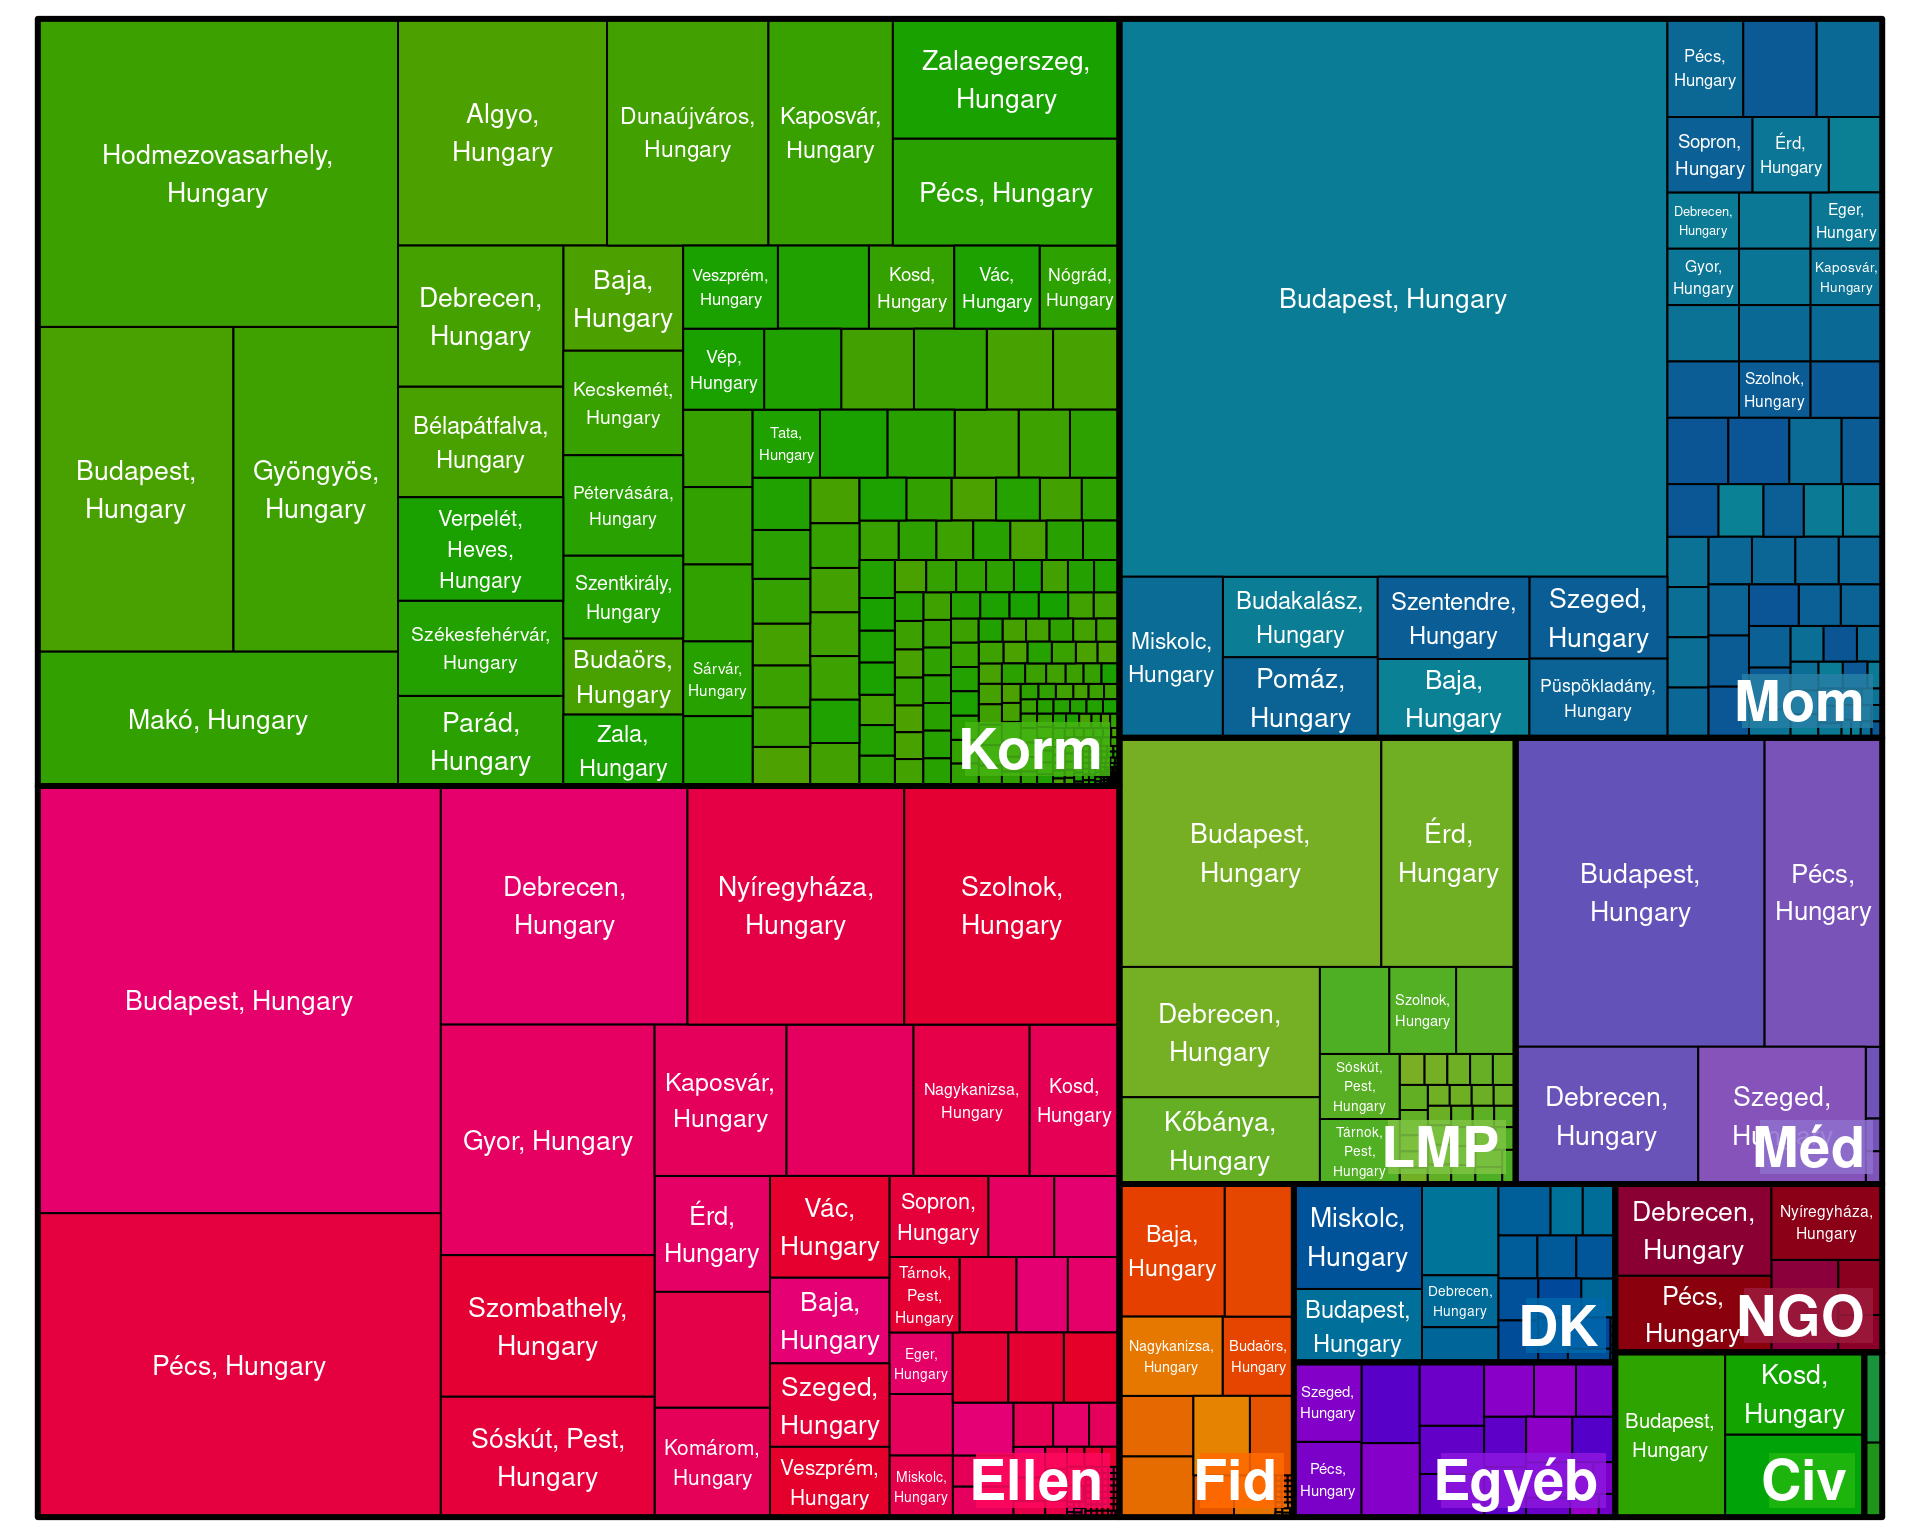 Hodmezovasarhely,
Hungary
Algyo,
Hungary
Dunaújváros,
Hungary
Kaposvár,
Hungary
Zalaegerszeg,
Hungary
Pécs, Hungary
Budapest,
Hungary
Gyöngyös,
Hungary
Makó, Hungary
Debrecen,
Hungary
Bélapátfalva,
Hungary
Verpelét,
Heves,
Hungary
Székesfehérvár,
Hungary
Parád,
Hungary
Baja,
Hungary
Kecskemét,
Hungary
Pétervására,
Hungary
Szentkirály,
Hungary
Budaörs,
Hungary
Zala,
Hungary
Veszprém,
Hungary
Kosd,
Hungary
Vác,
Hungary
Nógrád,
Hungary
Vép,
Hungary
Tata,
Hungary
Sárvár,
Hungary
Korm
Budapest, Hungary
Pécs,
Hungary
Sopron,
Hungary
Érd,
Hungary
Debrecen,
Hungary
Eger,
Hungary
Gyor,
Hungary
Kaposvár,
Hungary
Szolnok,
Hungary
Miskolc,
Hungary
Budakalász,
Hungary
Pomáz,
Hungary
Szentendre,
Hungary
Baja,
Hungary
Szeged,
Hungary
Püspökladány,
Hungary
Mom
Budapest, Hungary
Pécs, Hungary
Debrecen,
Hungary
Nyíregyháza,
Hungary
Szolnok,
Hungary
Gyor, Hungary
Szombathely,
Hungary
Sóskút, Pest,
Hungary
Kaposvár,
Hungary
Nagykanizsa,
Hungary
Kosd,
Hungary
Érd,
Hungary
Komárom,
Hungary
Vác,
Hungary
Baja,
Hungary
Szeged,
Hungary
Veszprém,
Hungary
Sopron,
Hungary
Tárnok,
Pest,
Hungary
Eger,
Hungary
Miskolc,
Hungary
Ellen
Budapest,
Hungary
Érd,
Hungary
Debrecen,
Hungary
Kőbánya,
Hungary
Szolnok,
Hungary
Sóskút,
Pest,
Hungary
Tárnok,
Pest,
Hungary
LMP
Budapest,
Hungary
Pécs,
Hungary
Debrecen,
Hungary
Szeged,
Hungary
Méd
Baja,
Hungary
Nagykanizsa,
Hungary
Budaörs,
Hungary
Fid
Miskolc,
Hungary
Budapest,
Hungary
Debrecen,
Hungary
DK
Debrecen,
Hungary
Nyíregyháza,
Hungary
Pécs,
Hungary
NGO
Szeged,
Hungary
Pécs,
Hungary
Egyéb
Budapest,
Hungary
Kosd,
Hungary
Civ